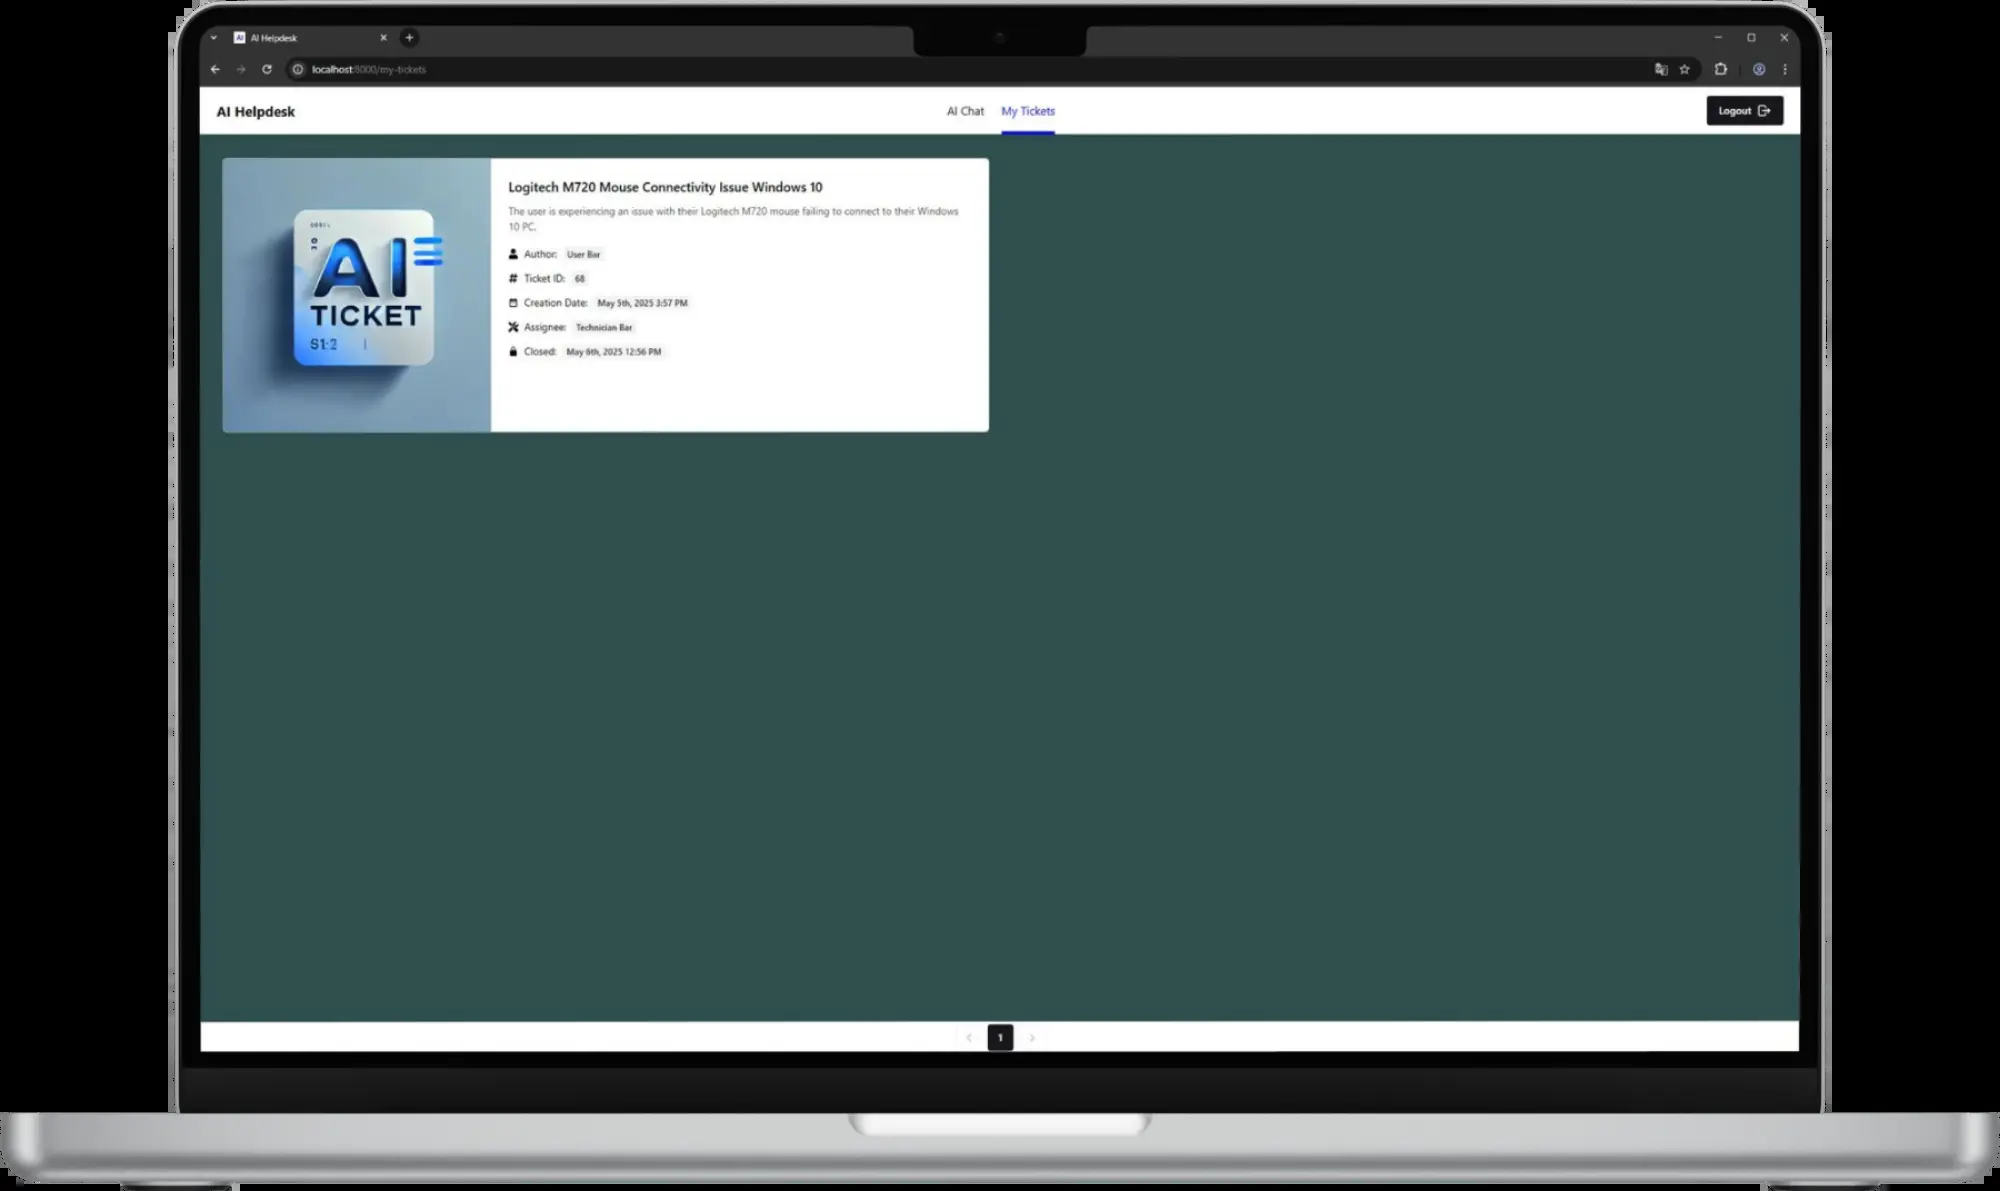 AI Helpdesk
localhost:8000/my-tickets
AI Helpdesk
AI Chat
My Tickets
Logout
AI
TICKET
S1:2
Logitech M720 Mouse Connectivity Issue Windows 10
The user is experiencing an issue with their Logitech M720 mouse failing to connect to their Windows
10 PC.
Author: User Bar
# Ticket ID: 68
Creation Date: May 5th, 2025 3:57 PM
Assignee: Technician Bar
Closed: May 6th, 2025 12:56 PM
1